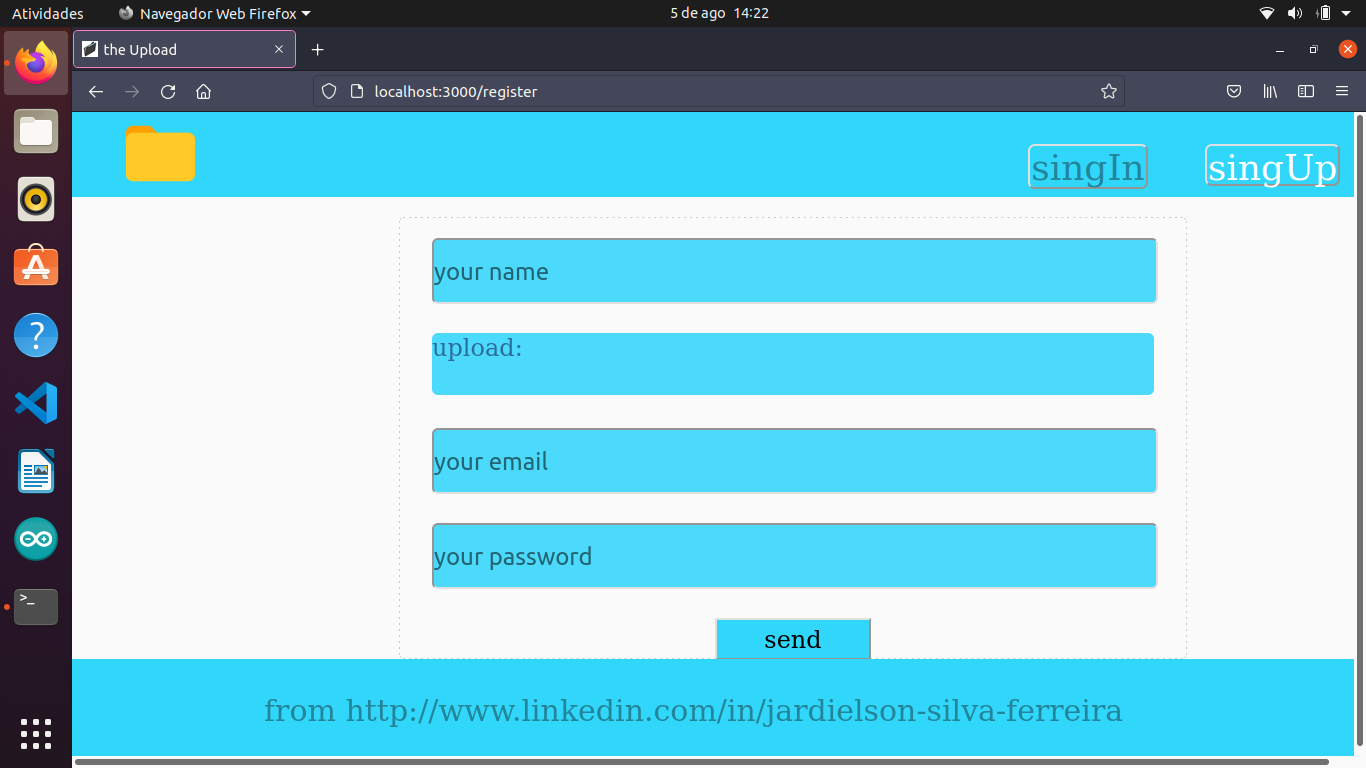 Atividades Navegador Web Firefox 5 de ago 14:22
the Upload
localhost:3000/register
singIn singUp
your name
upload:
your email
your password
send
from http://www.linkedin.com/in/jardielson-silva-ferreira